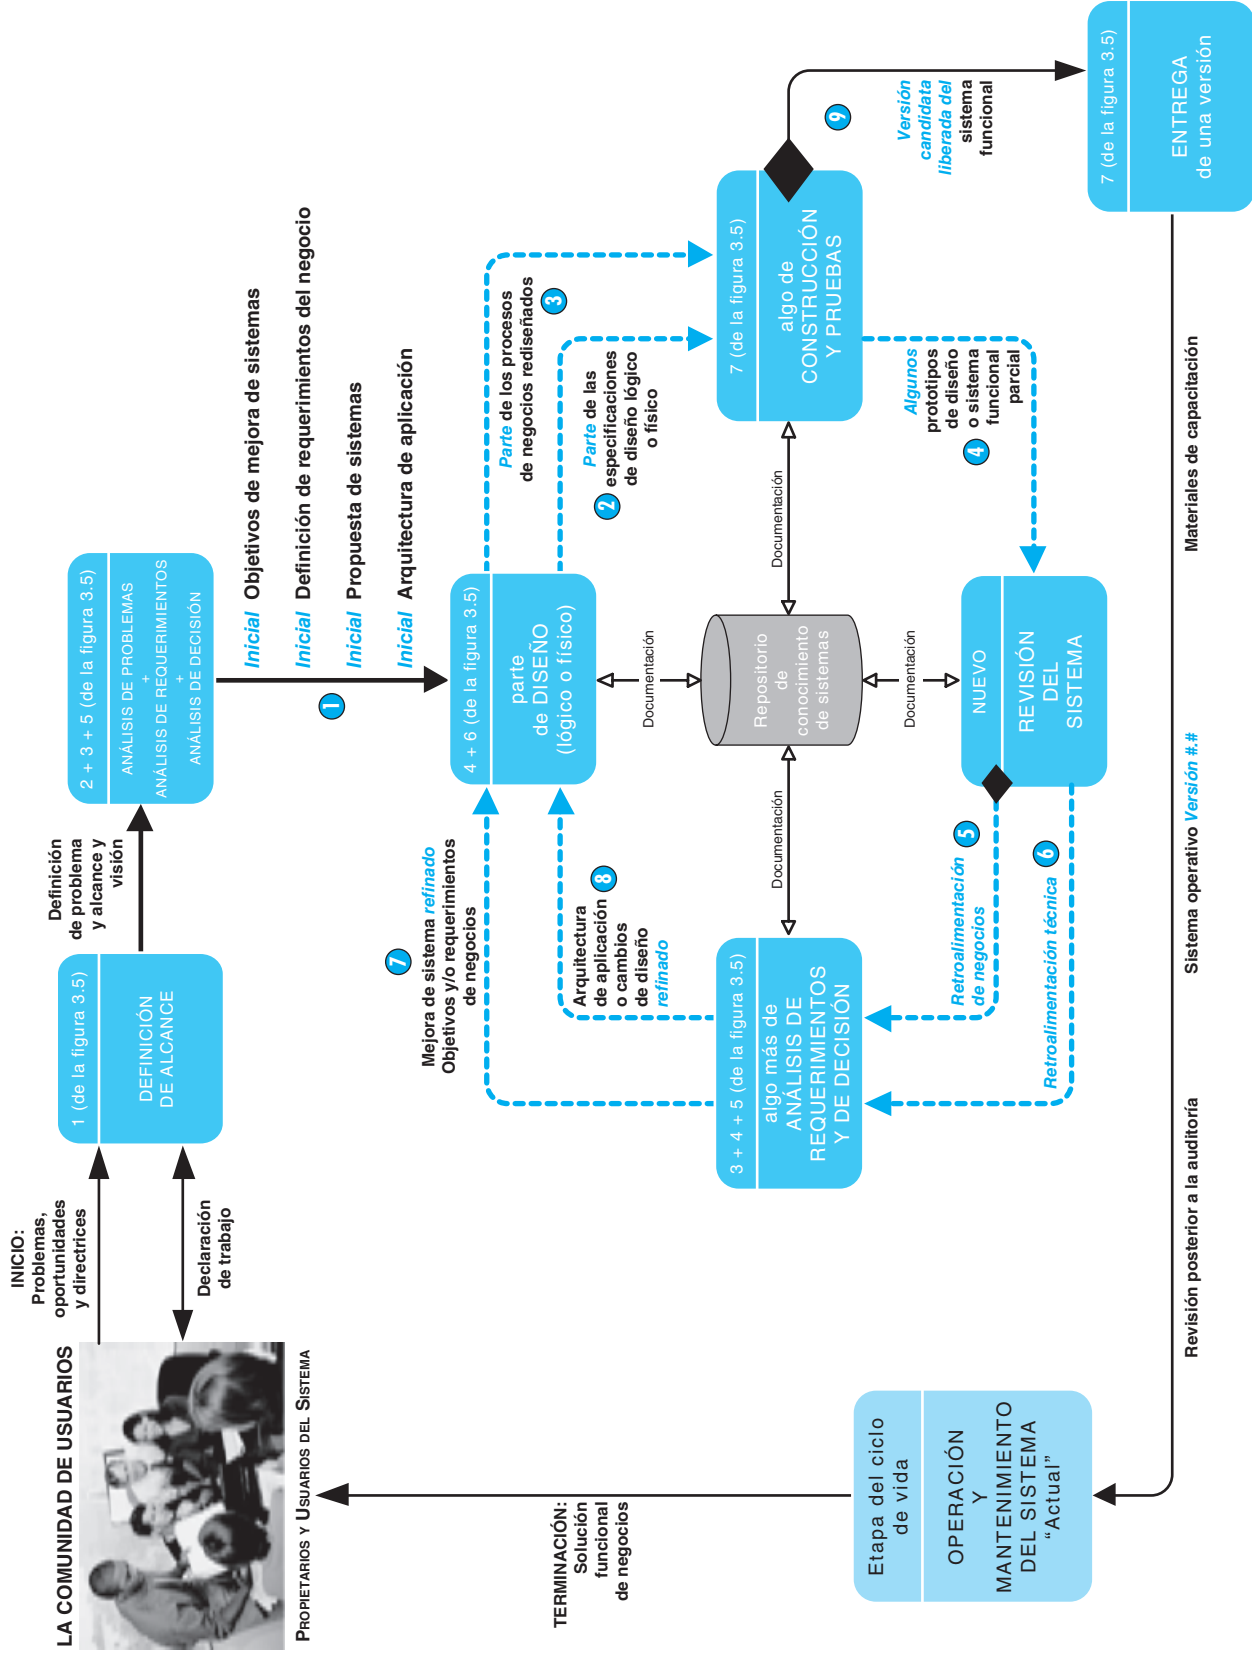 LA COMUNIDAD DE USUARIOS
PROPIETARIOS Y USUARIOS DEL SISTEMA
INICIO:
Problemas,
oportunidades
y directrices
Declaración
de trabajo
1 (de la figura 3.5)
DEFINICIÓN
DE ALCANCE
Definición
de problema
y alcance y
visión
2 + 3 + 5 (de la figura 3.5)
ANÁLISIS DE PROBLEMAS
+
ANÁLISIS DE REQUERIMIENTOS
+
ANÁLISIS DE DECISIÓN
1
Inicial Objetivos de mejora de sistemas
Inicial Definición de requerimientos del negocio
Inicial Propuesta de sistemas
Inicial Arquitectura de aplicación
4 + 6 (de la figura 3.5)
parte
de DISEÑO
(lógico o físico)
Parte de los procesos
de negocios rediseñados
3
Parte de las
2 especificaciones
de diseño lógico
o físico
7 (de la figura 3.5)
algo de
CONSTRUCCIÓN
Y PRUEBAS
Algunos
prototipos
de diseño
o sistema
funcional
parcial
4
NUEVO
REVISIÓN
DEL
SISTEMA
Retroalimentación
de negocios
5
Retroalimentación técnica
6
3 + 4 + 5 (de la figura 3.5)
algo más de
ANÁLISIS DE
REQUERIMIENTOS
Y DE DECISIÓN
7
Mejora de sistema refinado
Objetivos y/o requerimientos
de negocios
Arquitectura
de aplicación
o cambios
de diseño
refinado
8
Repositorio
de
conocimiento
de sistemas
Documentación
Documentación
Documentación
Documentación
9
Versión
candidata
liberada del
sistema
funcional
7 (de la figura 3.5)
ENTREGA
de una versión
Materiales de capacitación
Sistema operativo Versión #.#
Revisión posterior a la auditoría
Etapa del ciclo
de vida
OPERACIÓN
Y
MANTENIMIENTO
DEL SISTEMA
“Actual”
TERMINACIÓN:
Solución
funcional
de negocios